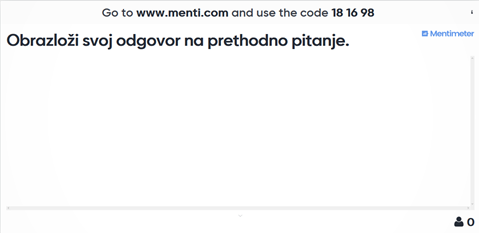 Go to www.menti.com and use the code 18 16 98
Mentimeter
Obrazloži svoj odgovor na prethodno pitanje.
0